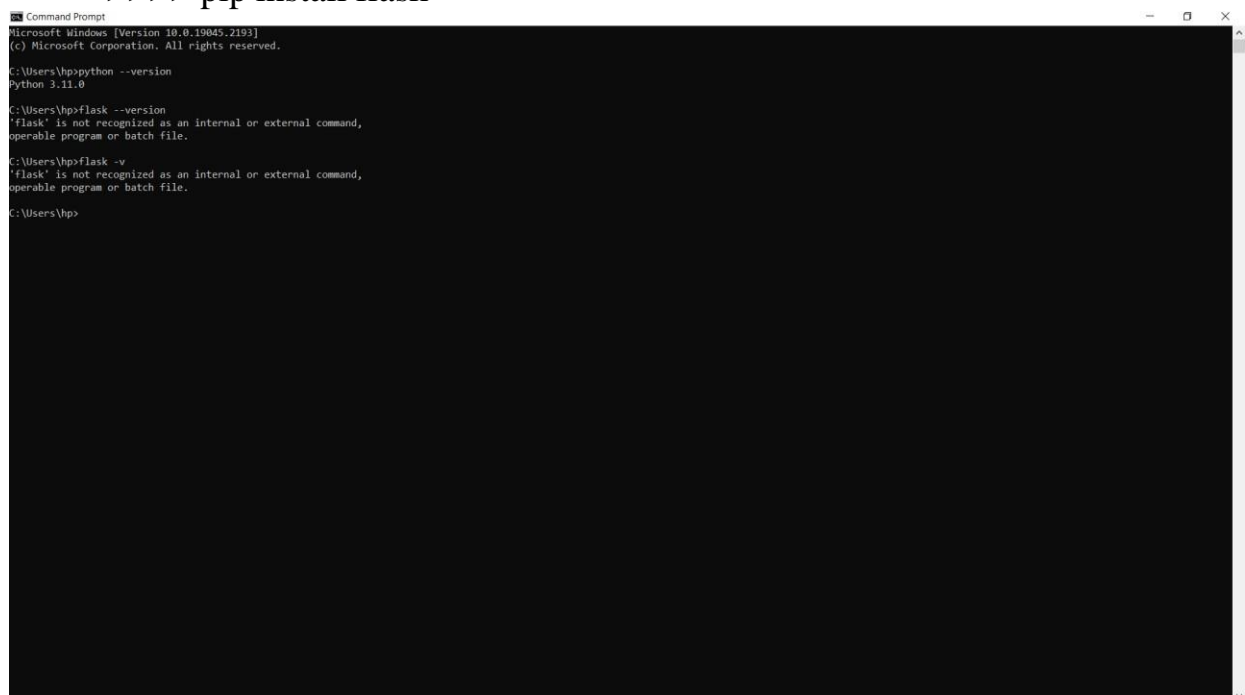 pip install flash
Command Prompt
Microsoft Windows [Version 10.0.19045.2193]
(c) Microsoft Corporation. All rights reserved.
C:\Users\hp>python --version
Python 3.11.0
C:\Users\hp>flask --version
'flask' is not recognized as an internal or external command,
operable program or batch file.
C:\Users\hp>flask -v
'flask' is not recognized as an internal or external command,
operable program or batch file.
C:\Users\hp>